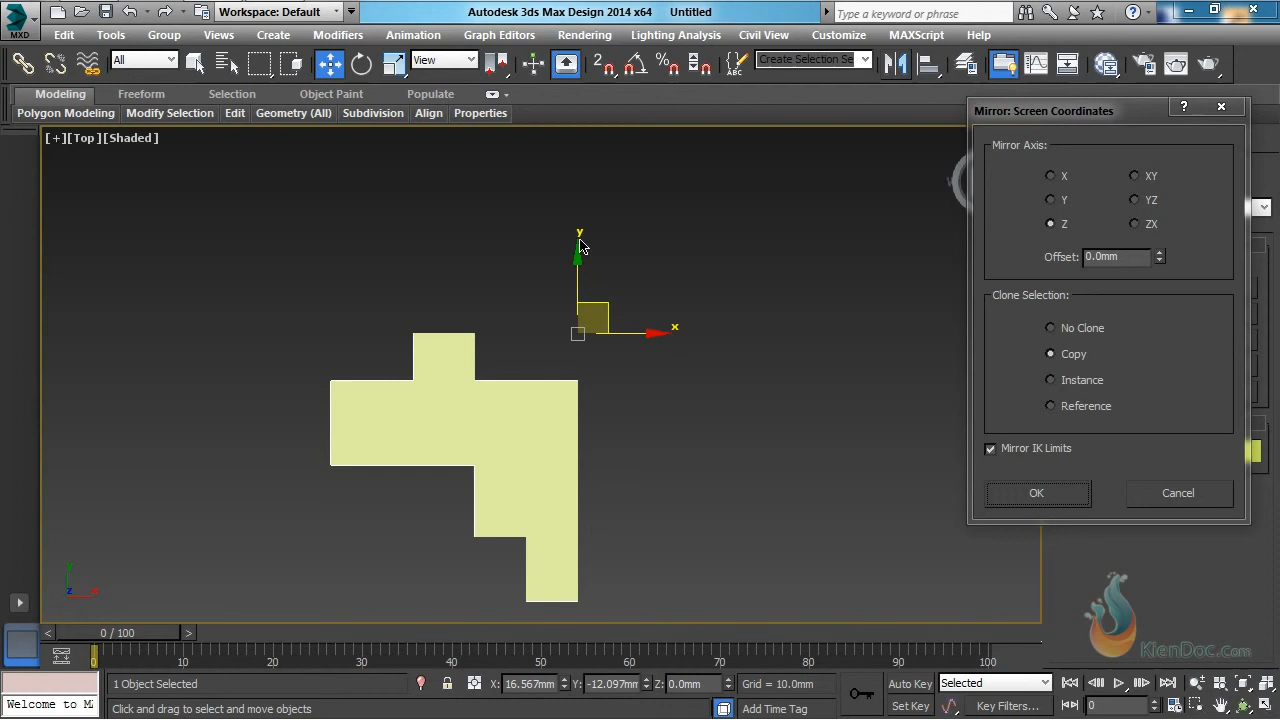 MXD
Workspace: Default
Autodesk 3ds Max Design 2014 x64    Untitled
Type a keyword or phrase
Edit Tools Group Views Create Modifiers Animation Graph Editors Rendering Lighting Analysis Civil View Customize MAXScript Help
All View Create Selection Se
Modeling Freeform Selection Object Paint Populate
Polygon Modeling Modify Selection Edit Geometry (All) Subdivision Align Properties
[+][Top][Shaded]
Mirror: Screen Coordinates
Mirror Axis:
X XY
Y YZ
Z ZX
Offset: 0.0mm
Clone Selection:
No Clone
Copy
Instance
Reference
Mirror IK Limits
OK Cancel
y
x
y
z x
KienDoc.Com
< 0 / 100 >
0 10 20 30 40 50 60 70 80 90 100
1 Object Selected X: 16.567mm Y: -12.097mm Z: 0.0mm Grid = 10.0mm Auto Key Selected
Welcome to M Click and drag to select and move objects Add Time Tag Set Key Key Filters... 0